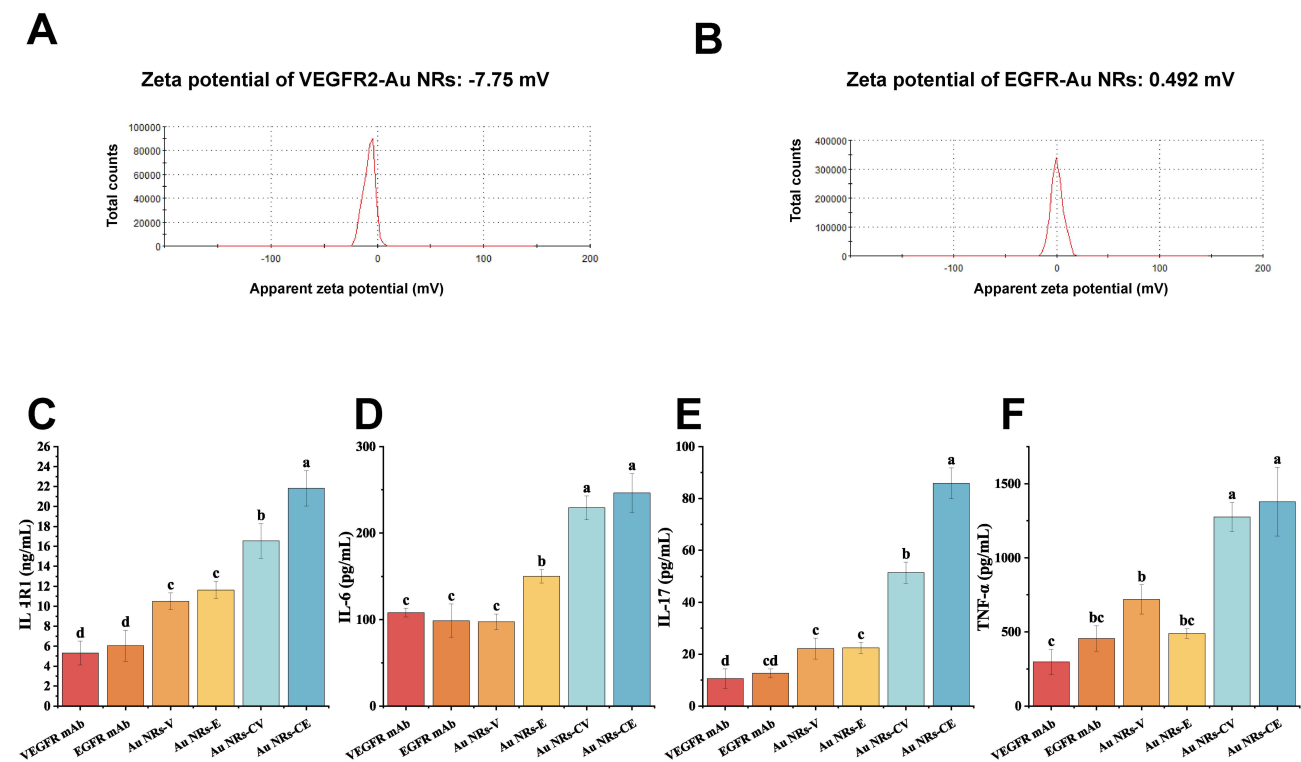 A
Zeta potential of VEGFR2-Au NRs: -7.75 mV
Total counts
100000
80000
60000
40000
20000
0
-100
0
100
200
Apparent zeta potential (mV)
B
Zeta potential of EGFR-Au NRs: 0.492 mV
Total counts
400000
300000
200000
100000
0
-100
0
100
200
Apparent zeta potential (mV)
C
(ng/mL)
26
24
22
20
18
16
14
12
10
8
6
4
2
0
d
d
c
c
b
a
VEGFR mAb
EGFR mAb
Au NRs-V
Au NRs-E
Au NRs-CV
Au NRs-CE
D
IL-6 (pg/mL)
300
200
100
0
c
c
c
b
a
a
VEGFR mAb
EGFR mAb
Au NRs-V
Au NRs-E
Au NRs-CV
Au NRs-CE
E
IL-17 (pg/mL)
100
80
60
40
20
0
d
cd
c
c
b
a
VEGFR mAb
EGFR mAb
Au NRs-V
Au NRs-E
Au NRs-CV
Au NRs-CE
F
TNF-α (pg/mL)
1500
1000
500
0
c
bc
b
bc
a
a
VEGFR mAb
EGFR mAb
Au NRs-V
Au NRs-E
Au NRs-CV
Au NRs-CE